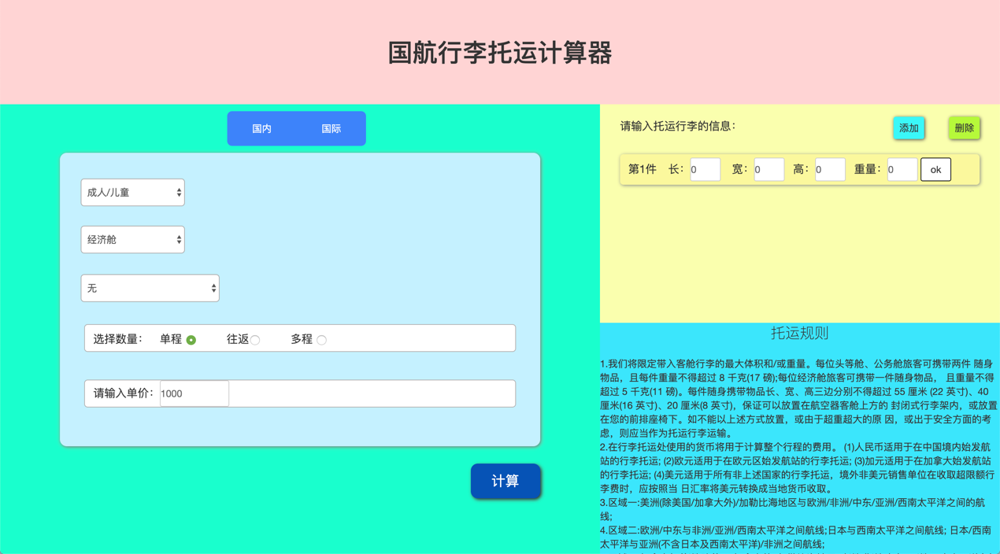 国航行李托运计算器
国内 国际
成人/儿童
经济舱
无
选择数量: 单程 往返 多程
请输入单价: 1000
计算
请输入托运行李的信息: 添加 删除
第1件 长: 0 宽: 0 高: 0 重量: 0 ok
托运规则
1.我们将限定带入客舱行李的最大体积和/或重量。每位头等舱、公务舱旅客可携带两件 随身
物品，且每件重量不得超过 8 千克(17 磅);每位经济舱旅客可携带一件随身物品， 且重量不得
超过 5 千克(11 磅)。每件随身携带物品长、宽、高三边分别不得超过 55 厘米 (22 英寸)、40
厘米(16 英寸)、20 厘米(8 英寸)，保证可以放置在航空器客舱上方的 封闭式行李架内，或放置
在您的前排座椅下。如不能以上述方式放置，或由于超重超大的原 因，或出于安全方面的考
虑，则应当作为托运行李运输。
2.在行李托运处使用的货币将用于计算整个行程的费用。 (1)人民币适用于在中国境内始发航
站的行李托运; (2)欧元适用于在欧元区始发航站的行李托运; (3)加元适用于在加拿大始发航站
的行李托运; (4)美元适用于所有非上述国家的行李托运，境外非美元销售单位在收取超限额行
李费时，应按照当 日汇率将美元转换成当地货币收取。
3.区域一:美洲(除美国/加拿大外)/加勒比海地区与欧洲/非洲/中东/亚洲/西南太平洋之间的航
线;
4.区域二:欧洲/中东与非洲/亚洲/西南太平洋之间航线;日本与西南太平洋之间航线; 日本/西南
太平洋与亚洲(不含日本及西南太平洋)/非洲之间航线;